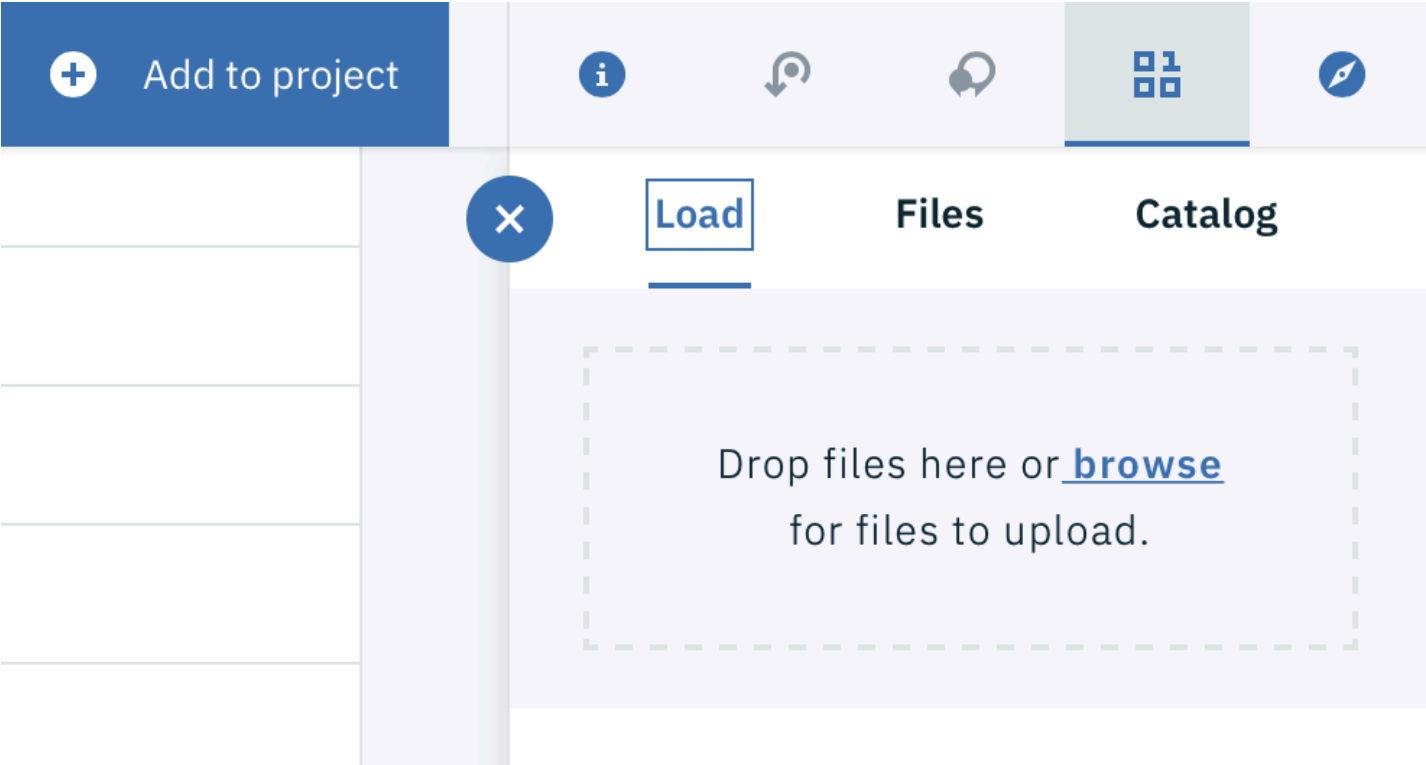 Add to project
Load Files Catalog
Drop files here or browse
for files to upload.